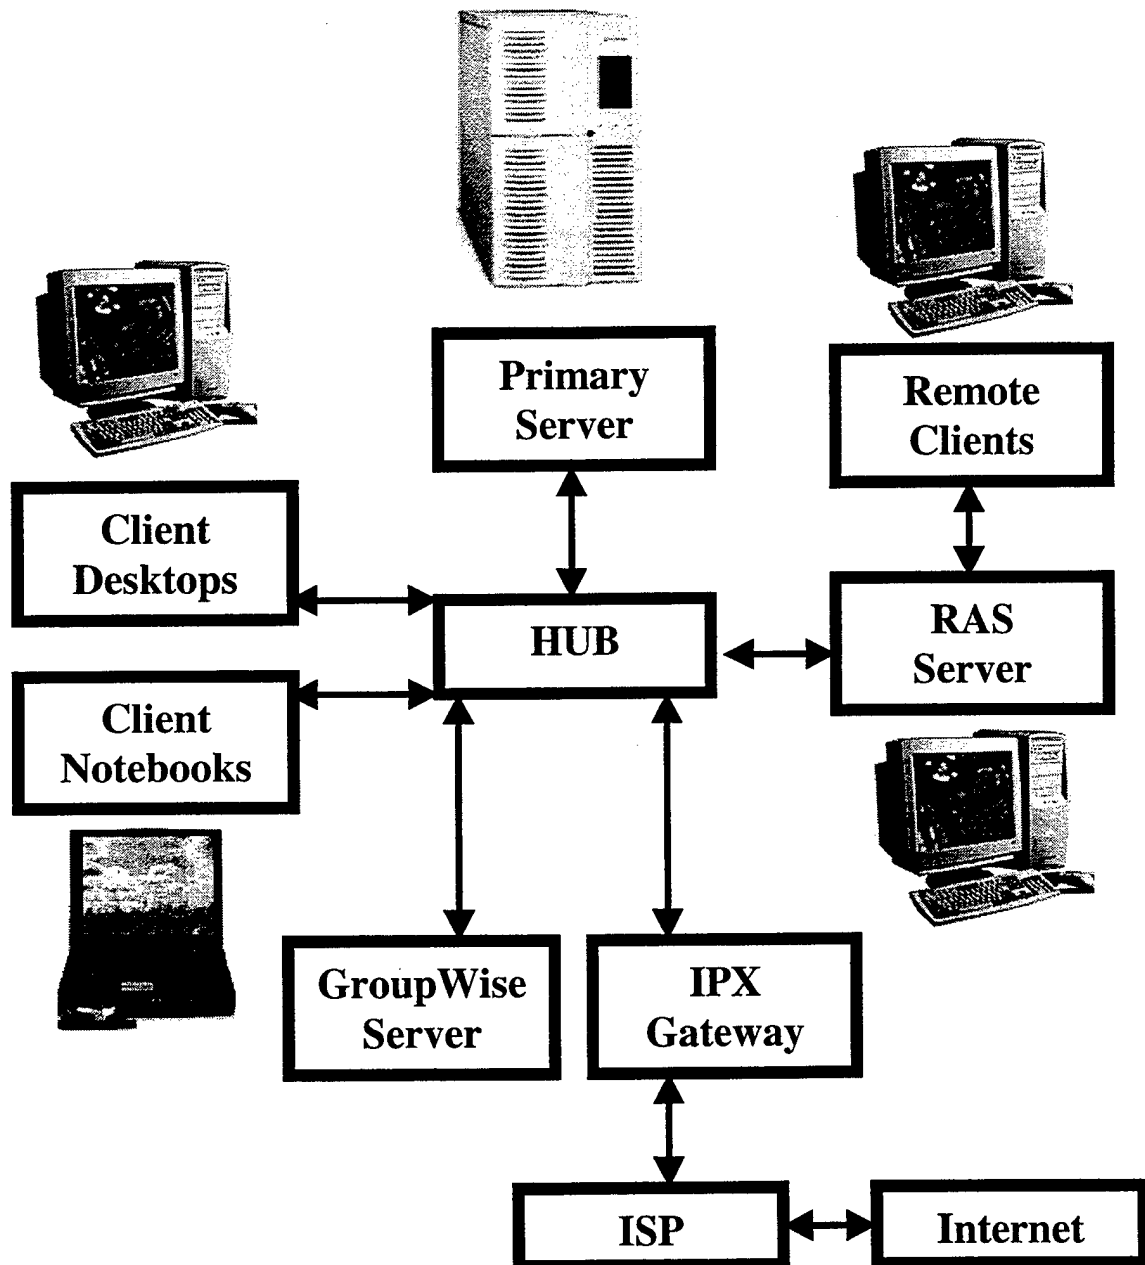 Primary
Server
Remote
Clients
Client
Desktops
HUB
RAS
Server
Client
Notebooks
GroupWise
Server
IPX
Gateway
ISP
Internet